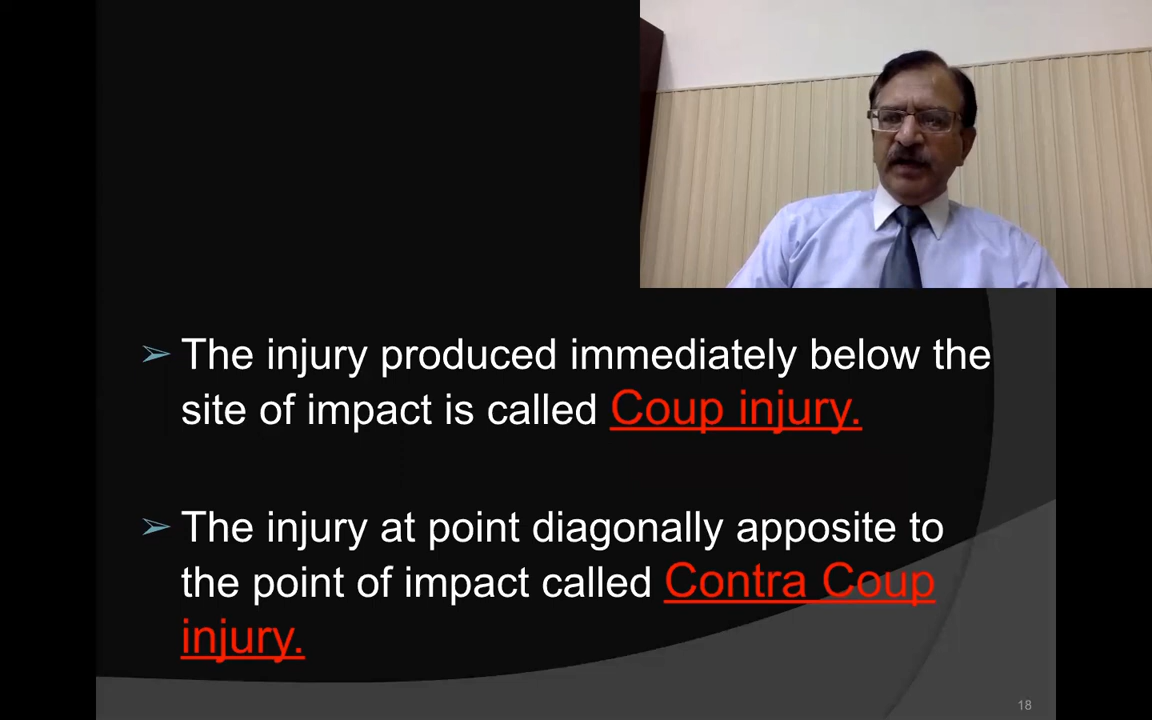 ➢ The injury produced immediately below the
site of impact is called Coup injury.
➢ The injury at point diagonally apposite to
the point of impact called Contra Coup
injury.
18